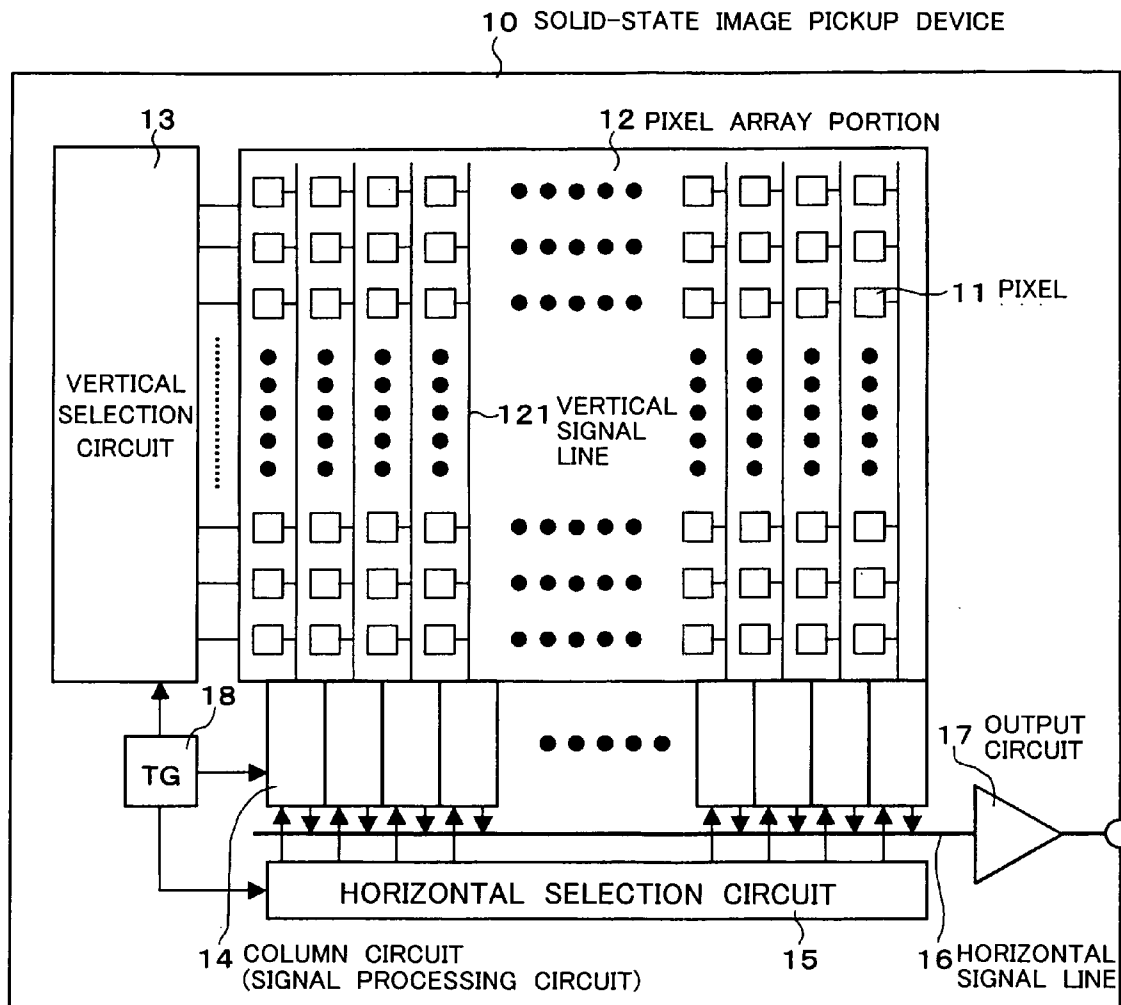 10 SOLID-STATE IMAGE PICKUP DEVICE
13
12 PIXEL ARRAY PORTION
11 PIXEL
VERTICAL
SELECTION
CIRCUIT
121 VERTICAL
SIGNAL
LINE
18
TG
17 OUTPUT
CIRCUIT
HORIZONTAL SELECTION CIRCUIT
14 COLUMN CIRCUIT
(SIGNAL PROCESSING CIRCUIT)
15
16 HORIZONTAL
SIGNAL LINE